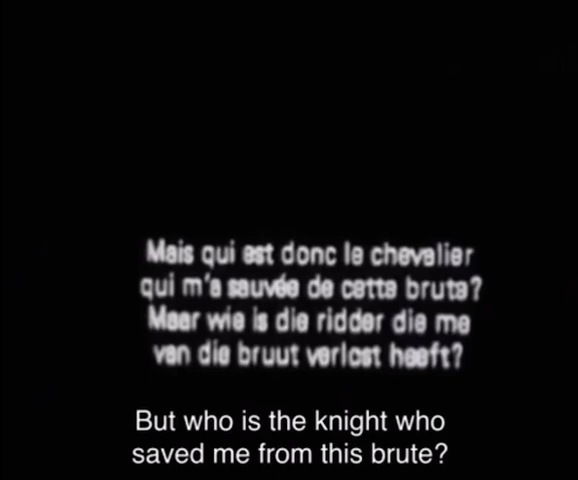 Mais qui est donc le chevalier
qui m'a sauvée de cette brute?
Maar wie is die ridder die me
van die bruut verlost heeft?
But who is the knight who
saved me from this brute?